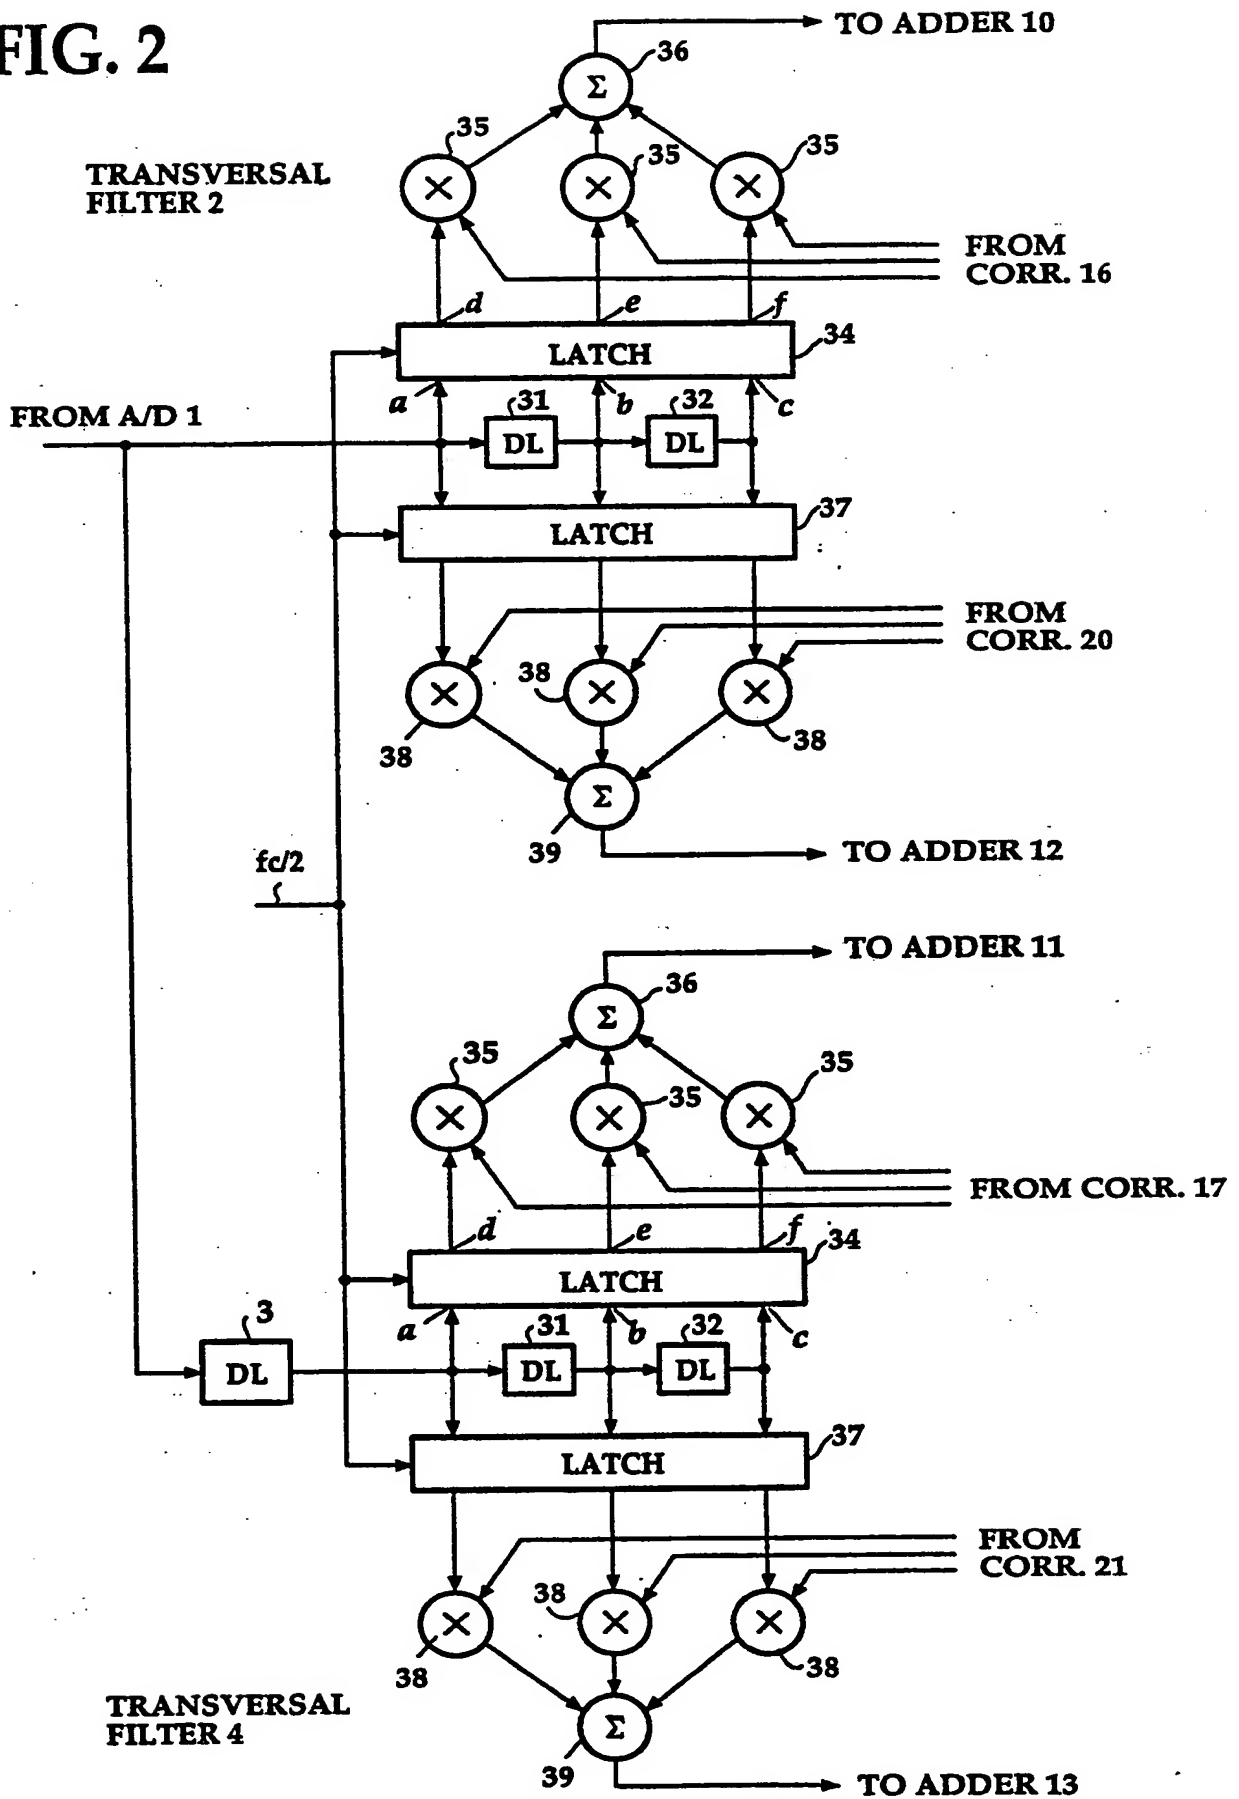 FIG. 2
TO ADDER 10
36
Σ
35
35
35
TRANSVERSAL
FILTER 2
× × ×
FROM
CORR. 16
d e f
LATCH
34
a b c
FROM A/D 1
31
DL
32
DL
37
LATCH
FROM
CORR. 20
38
× × ×
38
38
Σ
39
TO ADDER 12
fc/2
TO ADDER 11
36
Σ
35
35
35
× × ×
FROM CORR. 17
d e f
34
LATCH
a b c
3
DL
31
DL
32
DL
37
LATCH
FROM
CORR. 21
38
× × ×
38
38
TRANSVERSAL
FILTER 4
Σ
39
TO ADDER 13